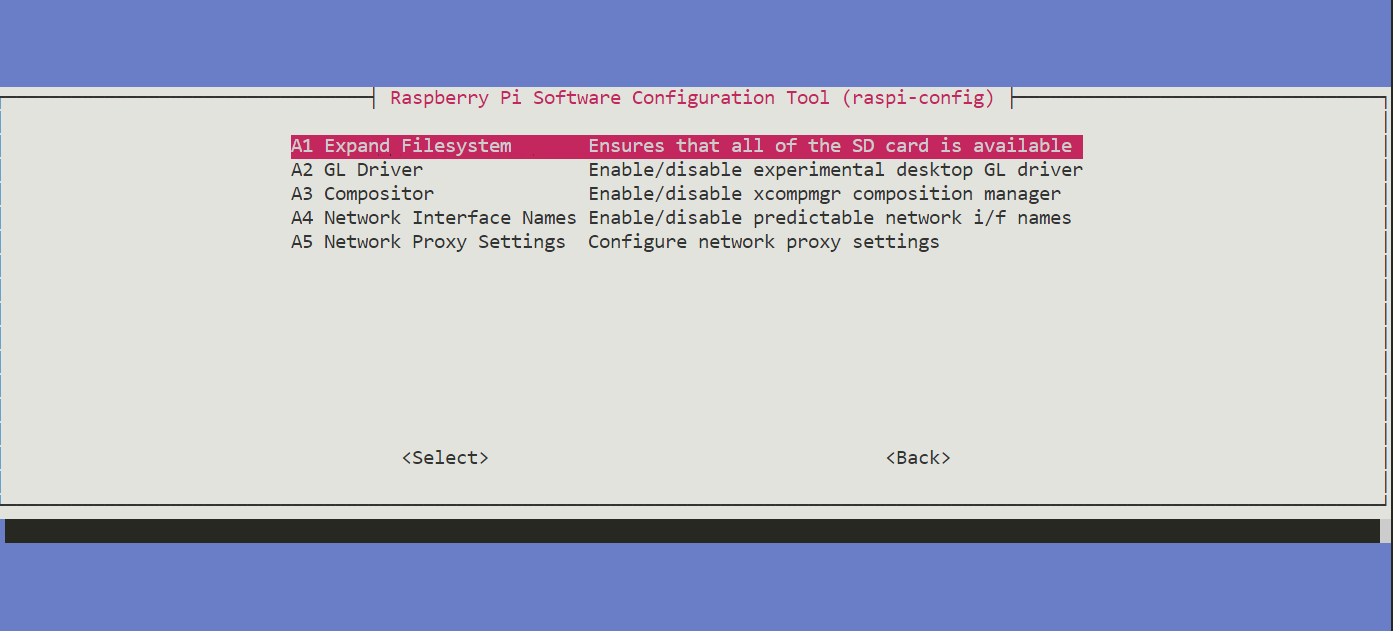 Raspberry Pi Software Configuration Tool (raspi-config)
A1 Expand Filesystem Ensures that all of the SD card is available
A2 GL Driver Enable/disable experimental desktop GL driver
A3 Compositor Enable/disable xcompmgr composition manager
A4 Network Interface Names Enable/disable predictable network i/f names
A5 Network Proxy Settings Configure network proxy settings
<Select> <Back>